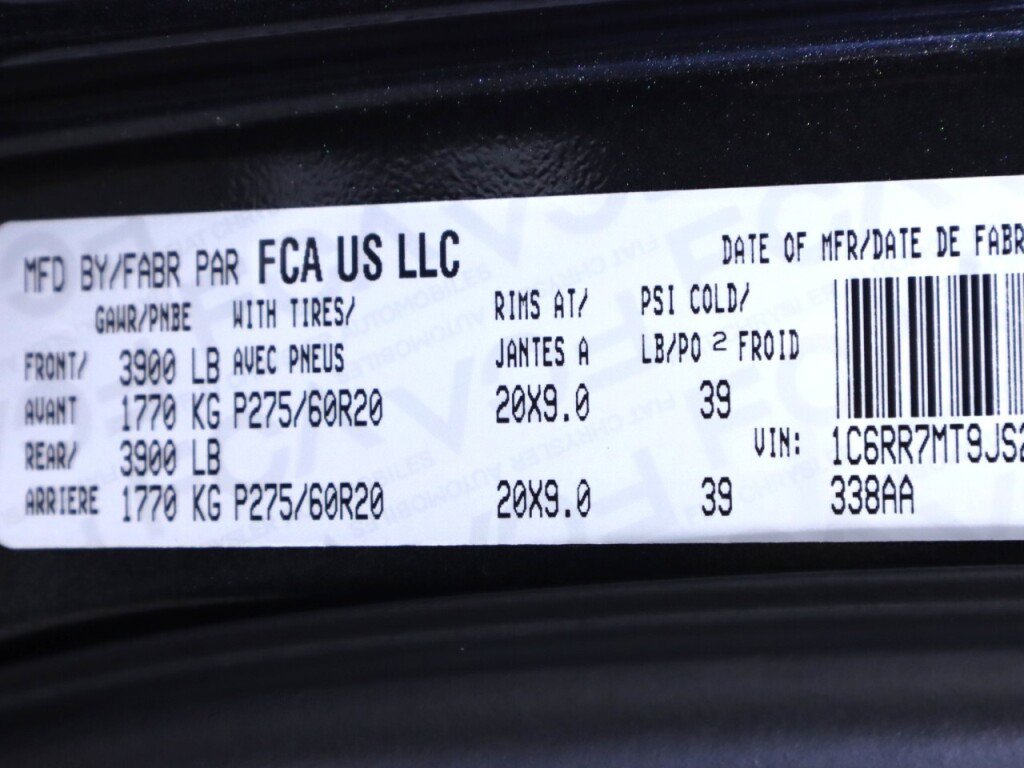 MFD BY/FABR PAR FCA US LLC DATE OF MFR/DATE DE FABR
GAWR/PNBE WITH TIRES/ RIMS AT/ PSI COLD/
FRONT/ 3900 LB AVEC PNEUS JANTES A LB/PO 2 FROID
AVANT 1770 KG P275/60R20 20X9.0 39
REAR/ 3900 LB VIN: 1C6RR7MT9JS2
ARRIERE 1770 KG P275/60R20 20X9.0 39 338AA